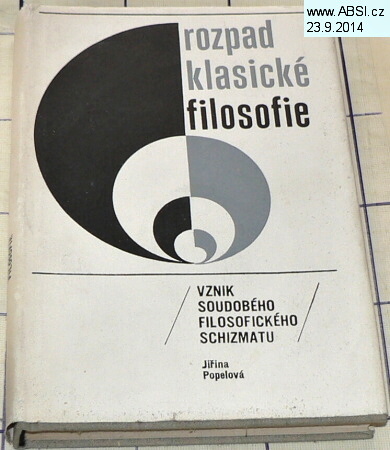 www.ABSI.cz
23.9.2014
rozpad
klasické
filosofie
VZNIK
SOUDOBÉHO
FILOSOFICKÉHO
SCHIZMATU
Jiřina
Popelová